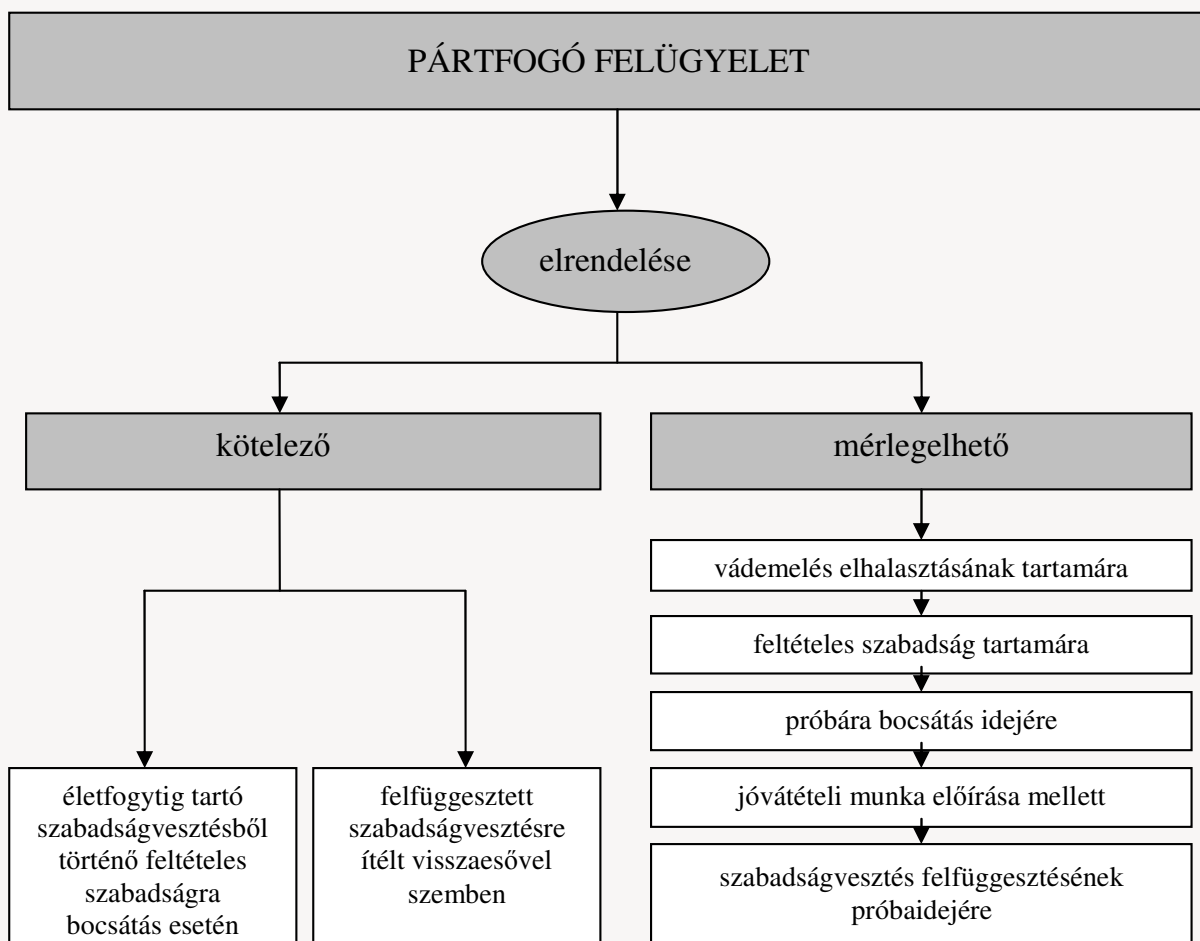 PÁRTFOGÓ FELÜGYELET
elrendelése
kötelező
mérlegelhető
vádemelés elhalasztásának tartamára
feltételes szabadság tartamára
próbára bocsátás idejére
jóvátételi munka előírása mellett
szabadságvesztés felfüggesztésének
próbaidejére
életfogytig tartó
szabadságvesztésből
történő feltételes
szabadságra
bocsátás esetén
felfüggesztett
szabadságvesztésre
ítélt visszaesővel
szemben